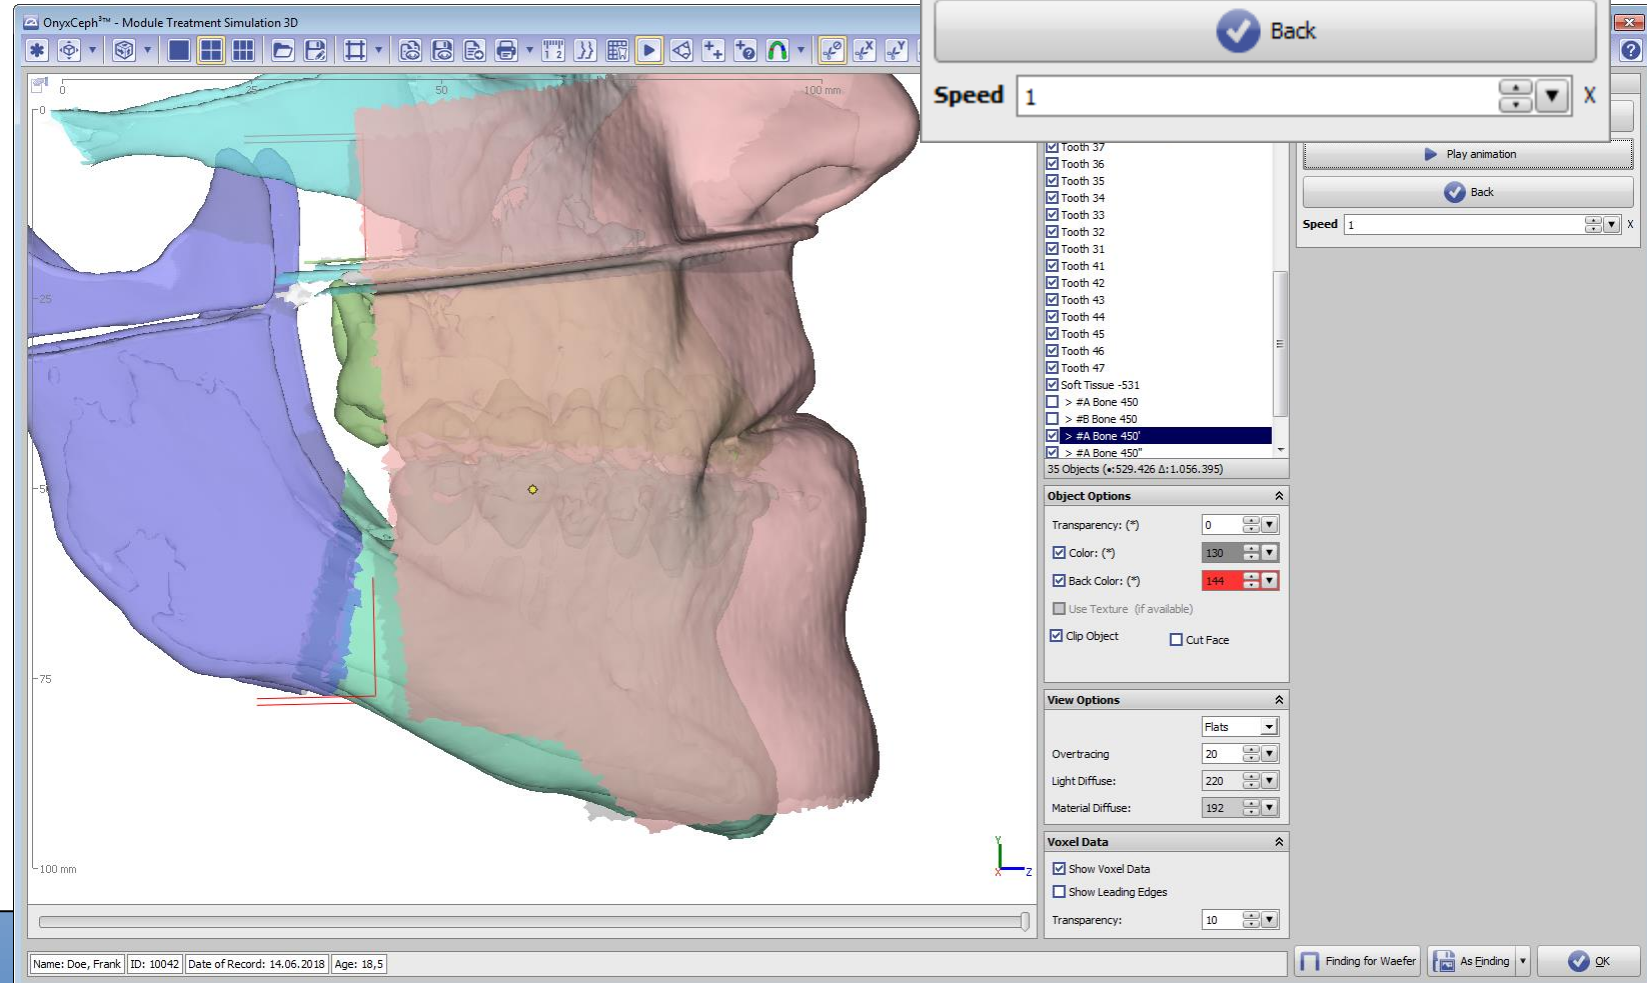 OnyxCeph³™ - Module Treatment Simulation 3D
Back
Speed 1 X
0 25 50 100 mm
0
25
50
75
100 mm
Y
X Z
Tooth 37
Tooth 36
Tooth 35
Tooth 34
Tooth 33
Tooth 32
Tooth 31
Tooth 41
Tooth 42
Tooth 43
Tooth 44
Tooth 45
Tooth 46
Tooth 47
Soft Tissue -531
> #A Bone 450
> #B Bone 450
> #A Bone 450'
> #A Bone 450"
35 Objects (•:529.426 Δ:1.056.395)
Object Options
Transparency: (*) 0
Color: (*) 130
Back Color: (*) 144
Use Texture (if available)
Clip Object Cut Face
View Options
Flats
Overtracing 20
Light Diffuse: 220
Material Diffuse: 192
Voxel Data
Show Voxel Data
Show Leading Edges
Transparency: 10
Play animation
Back
Speed 1 X
Name: Doe, Frank ID: 10042 Date of Record: 14.06.2018 Age: 18,5
Finding for Waefer As Finding OK